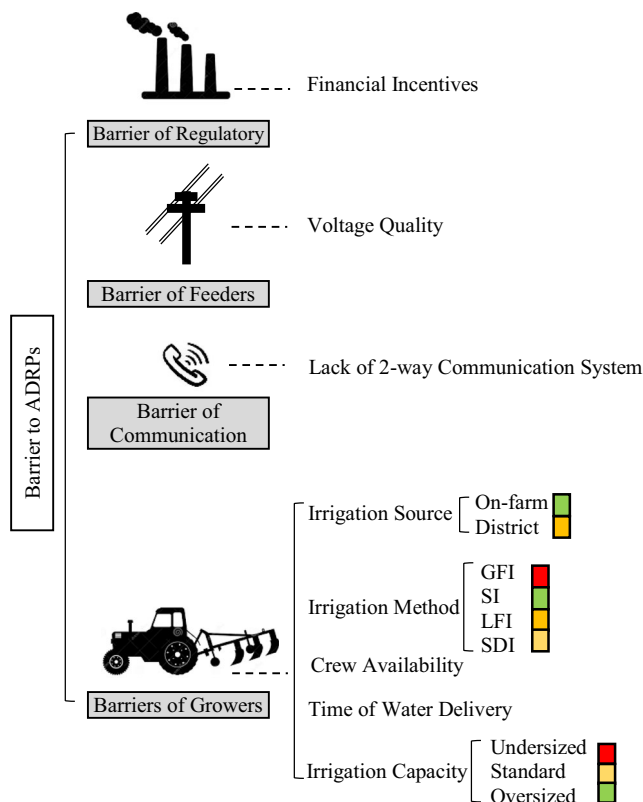 Financial Incentives
Barrier of Regulatory
Voltage Quality
Barrier of Feeders
Lack of 2-way Communication System
Barrier of
Communication
Barrier to ADRPs
Irrigation Source
On-farm
District
Irrigation Method
GFI
SI
LFI
SDI
Crew Availability
Barriers of Growers
Time of Water Delivery
Irrigation Capacity
Undersized
Standard
Oversized